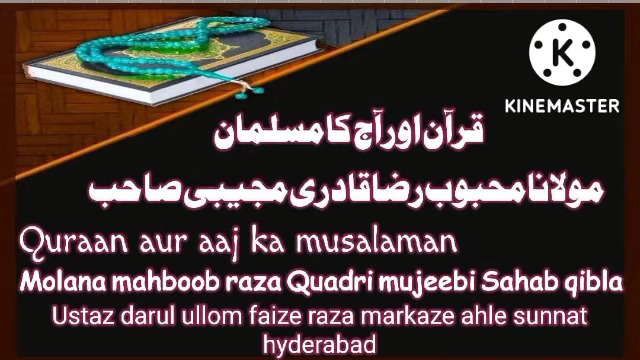 KINEMASTER
قرآن اور آج کا مسلمان
مولانا محبوب رضا قادری مجیبی صاحب
Quraan aur aaj ka musalaman
Molana mahboob raza Quadri mujeebi Sahab qibla
Ustaz darul ullom faize raza markaze ahle sunnat
hyderabad